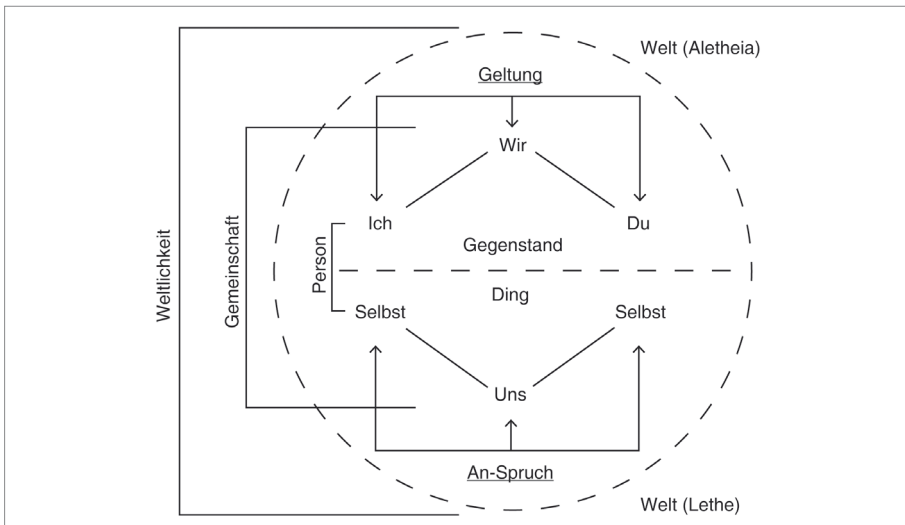 Welt (Aletheia)
Geltung
Wir
Ich
Du
Gegenstand
Ding
Selbst
Selbst
Uns
An-Spruch
Welt (Lethe)
Weltlichkeit
Gemeinschaft
Person